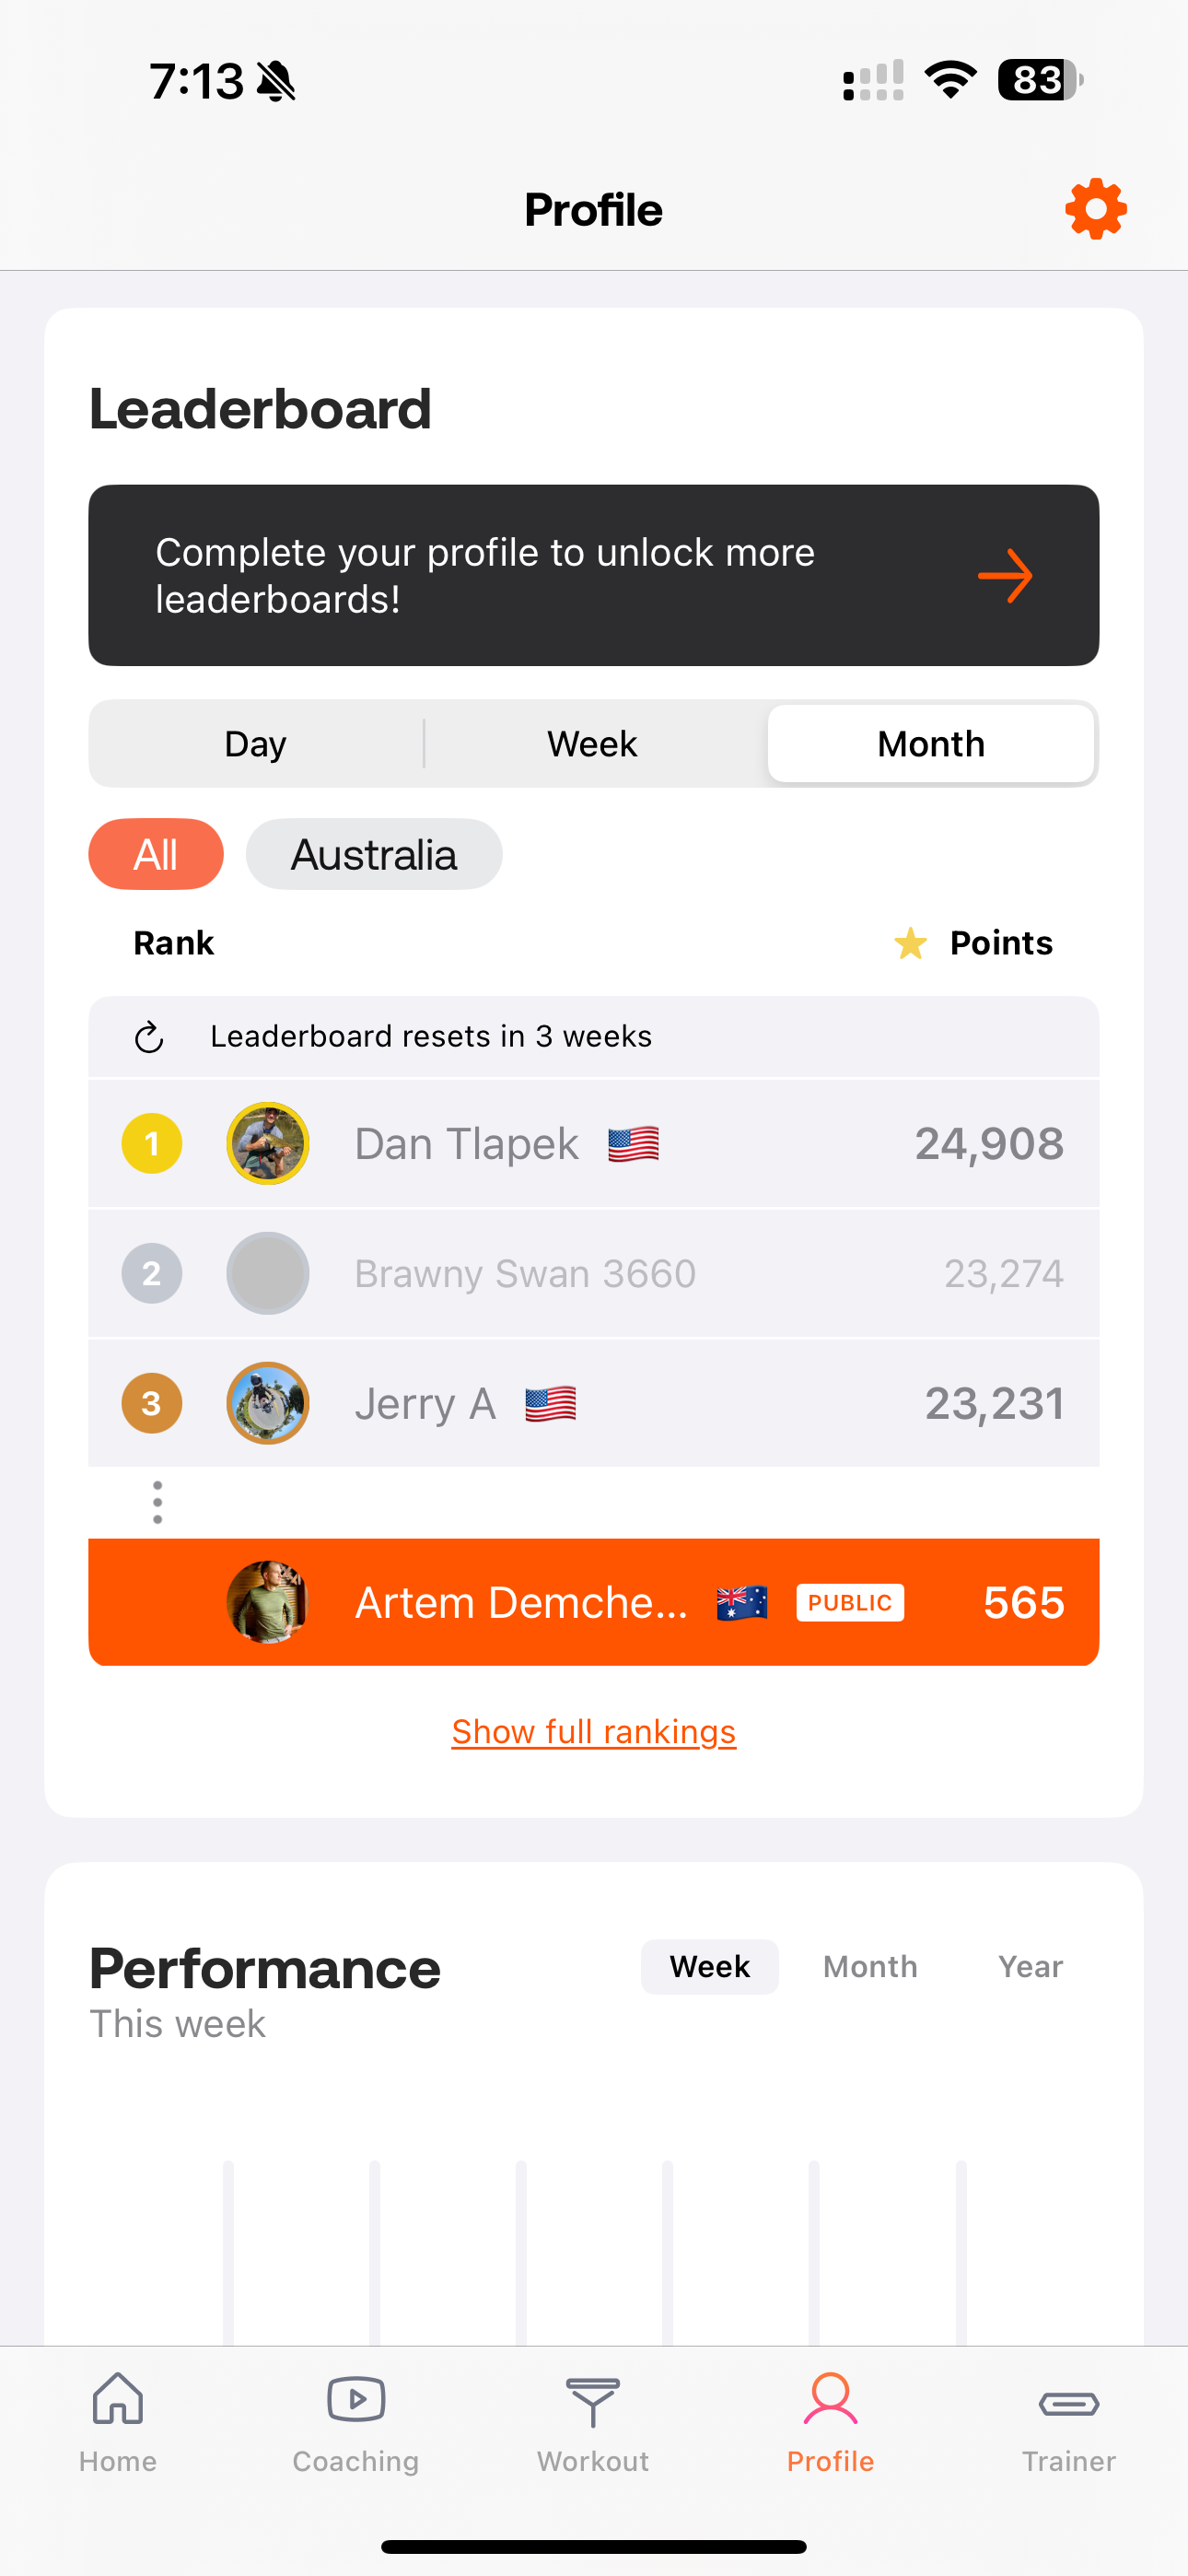 7:13
83
Profile
Leaderboard
Complete your profile to unlock more
leaderboards!
Day Week Month
All Australia
Rank Points
Leaderboard resets in 3 weeks
1 Dan Tlapek 24,908
2 Brawny Swan 3660 23,274
3 Jerry A 23,231
Artem Demche... PUBLIC 565
Show full rankings
Performance Week Month Year
This week
Home Coaching Workout Profile Trainer